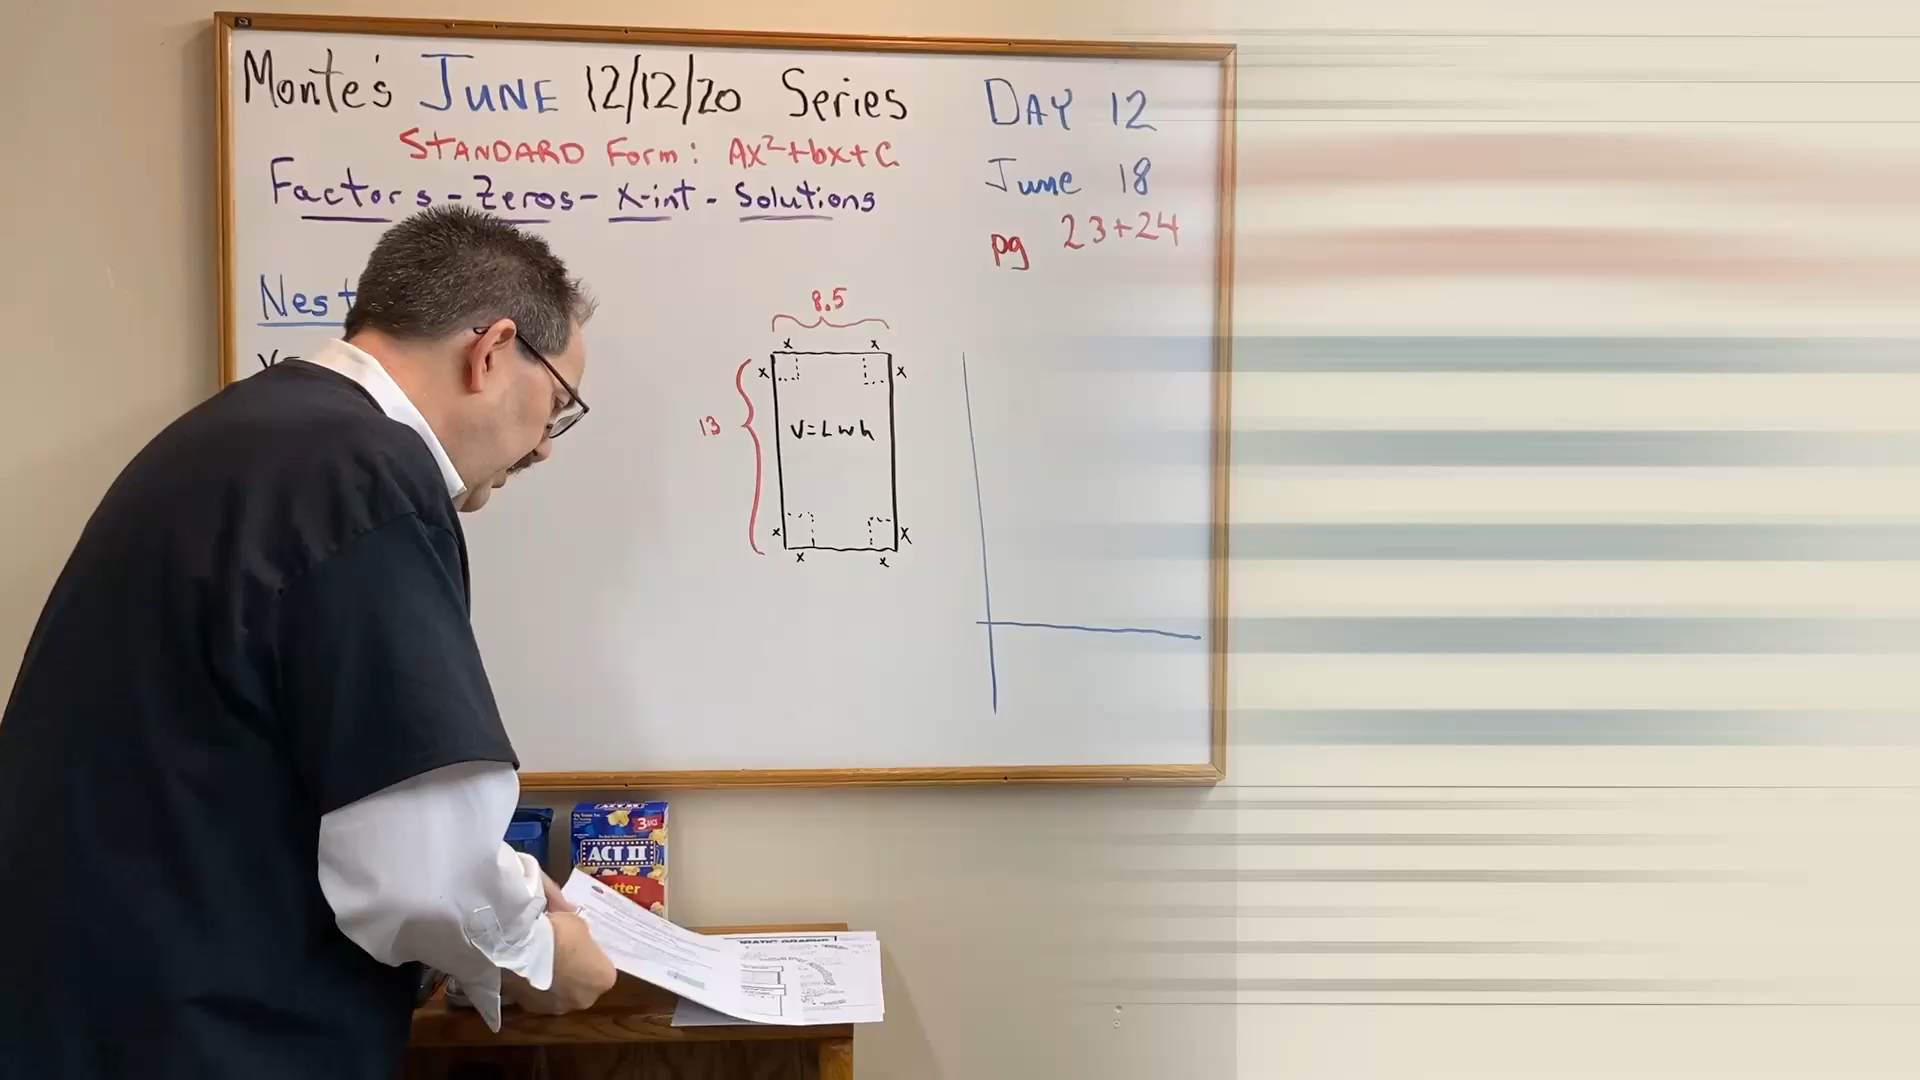 Monte's JUNE 12/12/20 Series
STANDARD Form: Ax²+bx+C
Factors - Zeros - X-int - Solutions
DAY 12
June 18
pg 23+24
Nest
V=
8.5
x x
x x
13
V=Lwh
x x
x x
3
ACT II